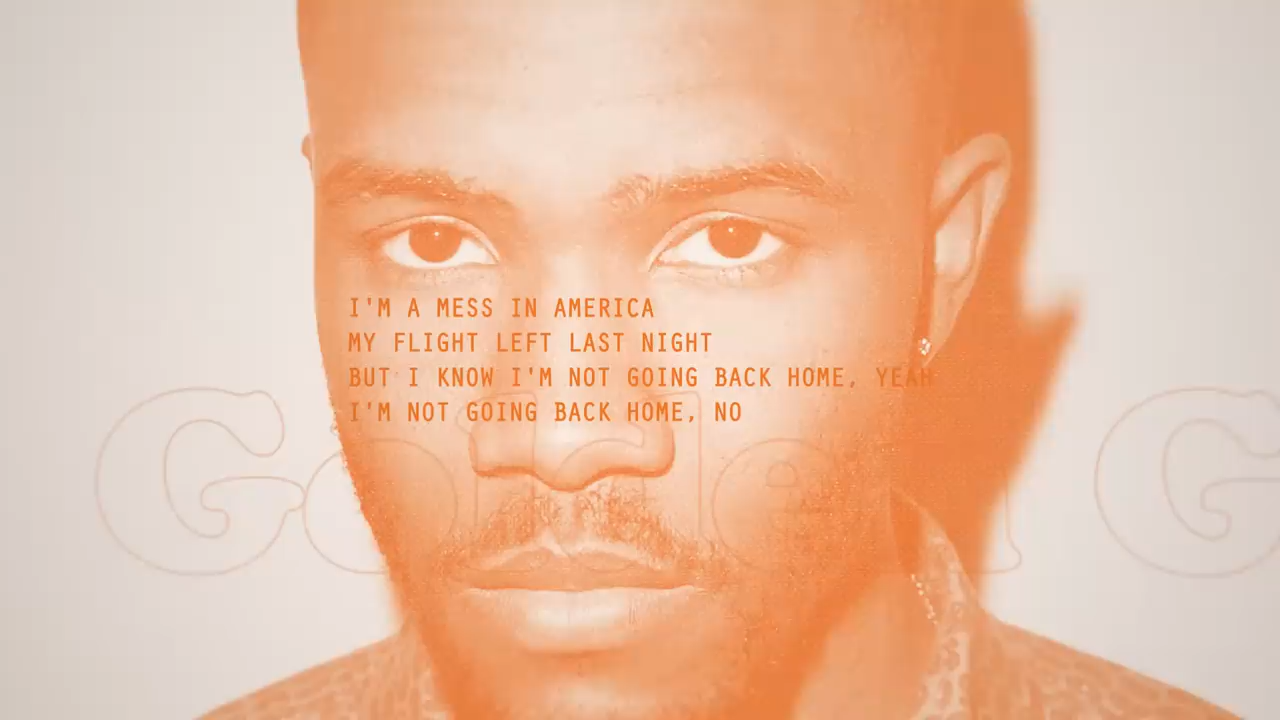 I'M A MESS IN AMERICA
MY FLIGHT LEFT LAST NIGHT
BUT I KNOW I'M NOT GOING BACK HOME, YEAH
I'M NOT GOING BACK HOME, NO
Golden G